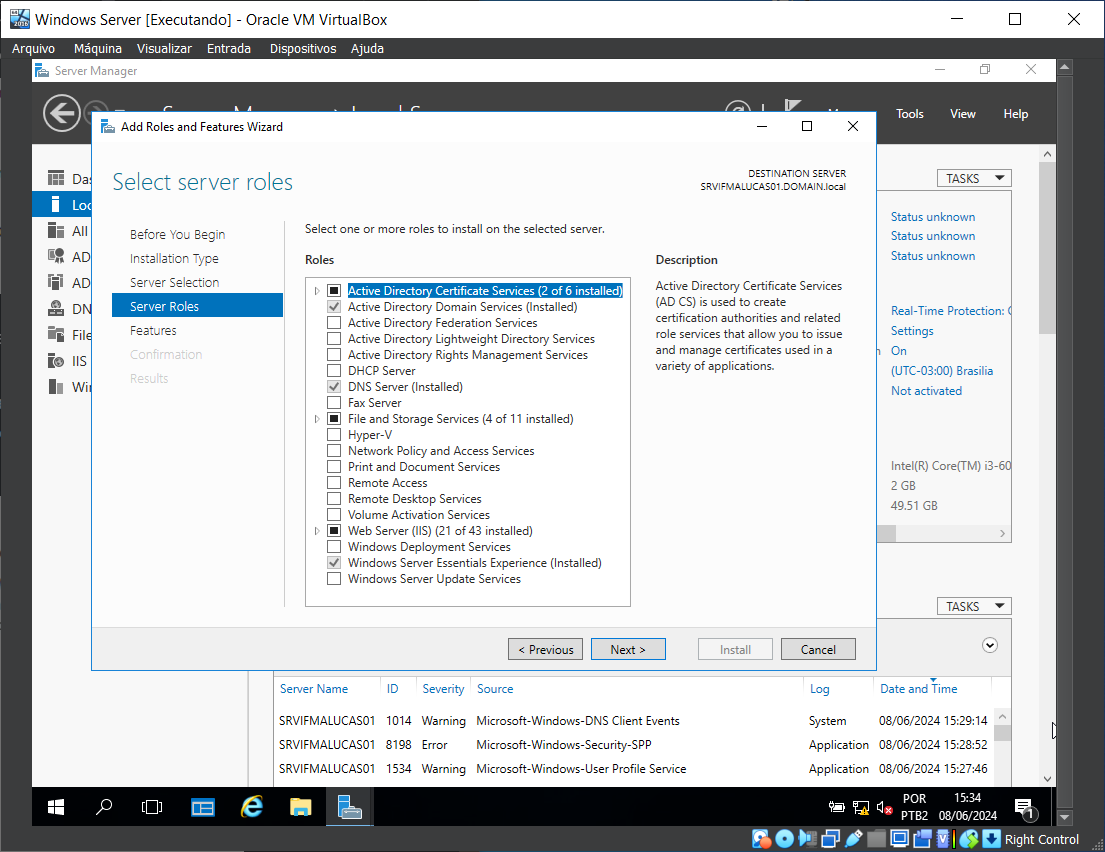 Windows Server [Executando] - Oracle VM VirtualBox
Arquivo Máquina Visualizar Entrada Dispositivos Ajuda
Server Manager
Tools View Help
Add Roles and Features Wizard
Select server roles
DESTINATION SERVER
SRVIFMALUCAS01.DOMAIN.local
Before You Begin
Installation Type
Server Selection
Server Roles
Features
Confirmation
Results
Select one or more roles to install on the selected server.
Roles
Active Directory Certificate Services (2 of 6 installed)
Active Directory Domain Services (Installed)
Active Directory Federation Services
Active Directory Lightweight Directory Services
Active Directory Rights Management Services
DHCP Server
DNS Server (Installed)
Fax Server
File and Storage Services (4 of 11 installed)
Hyper-V
Network Policy and Access Services
Print and Document Services
Remote Access
Remote Desktop Services
Volume Activation Services
Web Server (IIS) (21 of 43 installed)
Windows Deployment Services
Windows Server Essentials Experience (Installed)
Windows Server Update Services
Description
Active Directory Certificate Services
(AD CS) is used to create
certification authorities and related
role services that allow you to issue
and manage certificates used in a
variety of applications.
< Previous
Next >
Install
Cancel
All
AD
AD
File
IIS
TASKS
Status unknown
Status unknown
Status unknown
Real-Time Protection:
Settings
On
(UTC-03:00) Brasilia
Not activated
Intel(R) Core(TM) i3-60
2 GB
49.51 GB
TASKS
Server Name ID Severity Source Log Date and Time
SRVIFMALUCAS01 1014 Warning Microsoft-Windows-DNS Client Events System 08/06/2024 15:29:14
SRVIFMALUCAS01 8198 Error Microsoft-Windows-Security-SPP Application 08/06/2024 15:28:52
SRVIFMALUCAS01 1534 Warning Microsoft-Windows-User Profile Service Application 08/06/2024 15:27:46
POR
PTB2
15:34
08/06/2024
1
Right Control